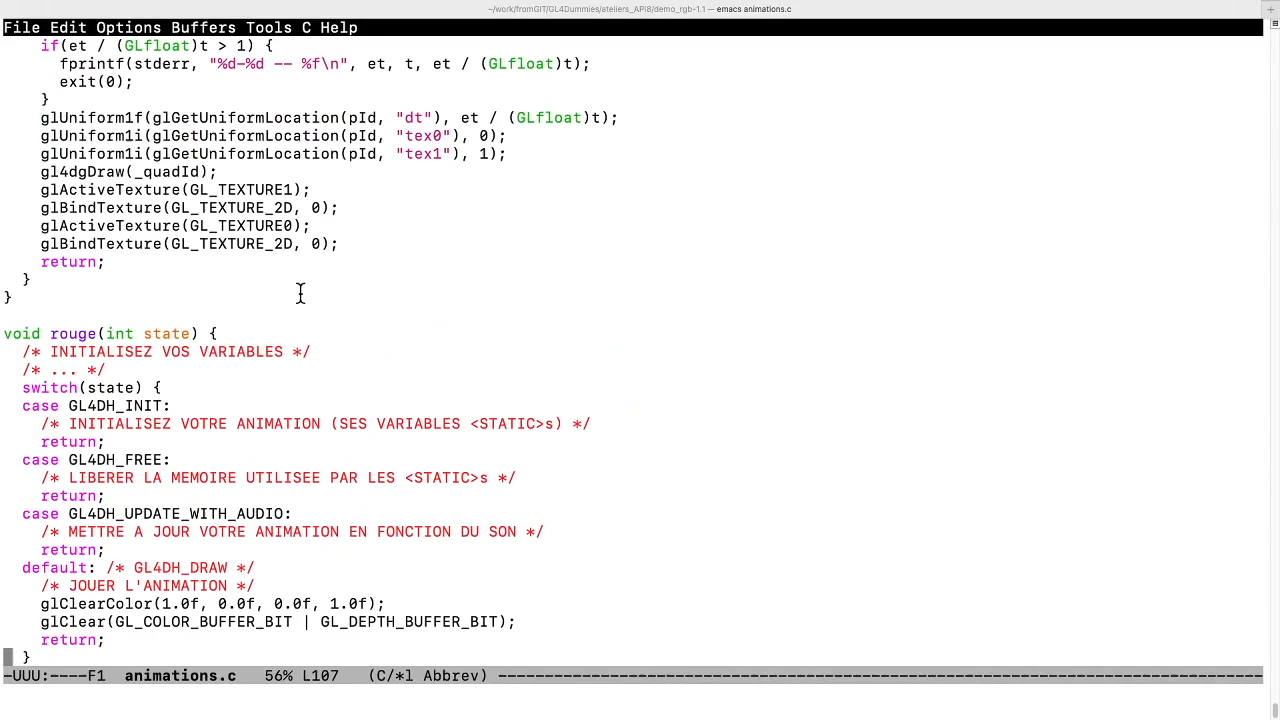 ~/work/fromGIT/GL4Dummies/ateliers_API8/demo_rgb-1.1 — emacs animations.c
File Edit Options Buffers Tools C Help
    if(et / (GLfloat)t > 1) {
      fprintf(stderr, "%d-%d -- %f\n", et, t, et / (GLfloat)t);
      exit(0);
    }
    glUniform1f(glGetUniformLocation(pId, "dt"), et / (GLfloat)t);
    glUniform1i(glGetUniformLocation(pId, "tex0"), 0);
    glUniform1i(glGetUniformLocation(pId, "tex1"), 1);
    gl4dgDraw(_quadId);
    glActiveTexture(GL_TEXTURE1);
    glBindTexture(GL_TEXTURE_2D, 0);
    glActiveTexture(GL_TEXTURE0);
    glBindTexture(GL_TEXTURE_2D, 0);
    return;
  }
}
void rouge(int state) {
  /* INITIALISEZ VOS VARIABLES */
  /* ... */
  switch(state) {
  case GL4DH_INIT:
    /* INITIALISEZ VOTRE ANIMATION (SES VARIABLES <STATIC>s) */
    return;
  case GL4DH_FREE:
    /* LIBERER LA MEMOIRE UTILISEE PAR LES <STATIC>s */
    return;
  case GL4DH_UPDATE_WITH_AUDIO:
    /* METTRE A JOUR VOTRE ANIMATION EN FONCTION DU SON */
    return;
  default: /* GL4DH_DRAW */
    /* JOUER L'ANIMATION */
    glClearColor(1.0f, 0.0f, 0.0f, 1.0f);
    glClear(GL_COLOR_BUFFER_BIT | GL_DEPTH_BUFFER_BIT);
    return;
  }
-UUU:----F1  animations.c   56% L107   (C/*l Abbrev) ----------------------------------------------------------------------------------